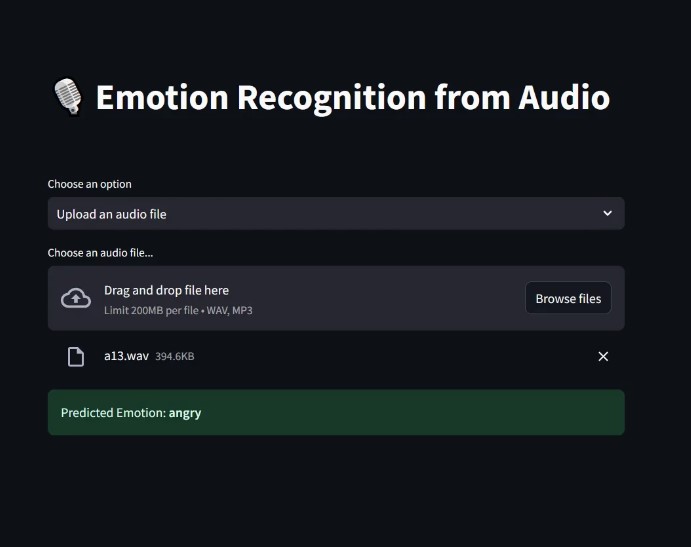 Emotion Recognition from Audio
Choose an option
Upload an audio file
Choose an audio file...
Drag and drop file here
Limit 200MB per file • WAV, MP3
Browse files
a13.wav 394.6KB
Predicted Emotion: angry